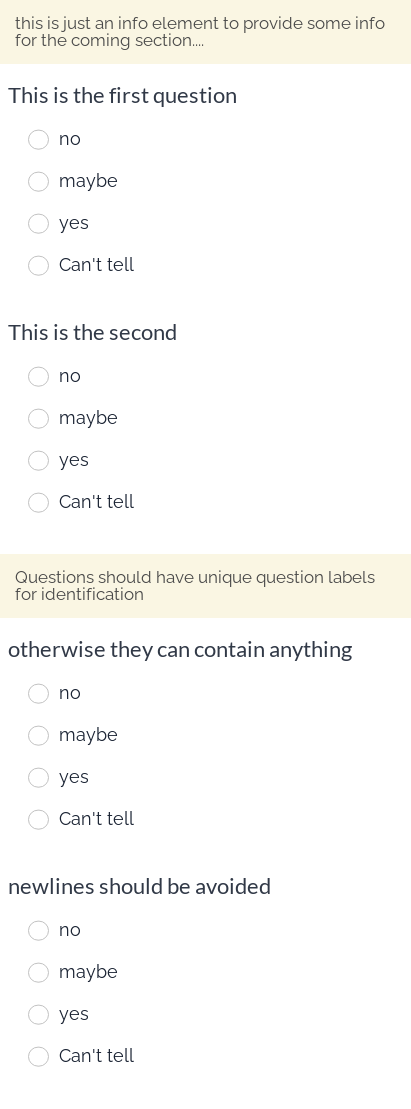 this is just an info element to provide some info
for the coming section....
This is the first question
no
maybe
yes
Can't tell
This is the second
no
maybe
yes
Can't tell
Questions should have unique question labels
for identification
otherwise they can contain anything
no
maybe
yes
Can't tell
newlines should be avoided
no
maybe
yes
Can't tell